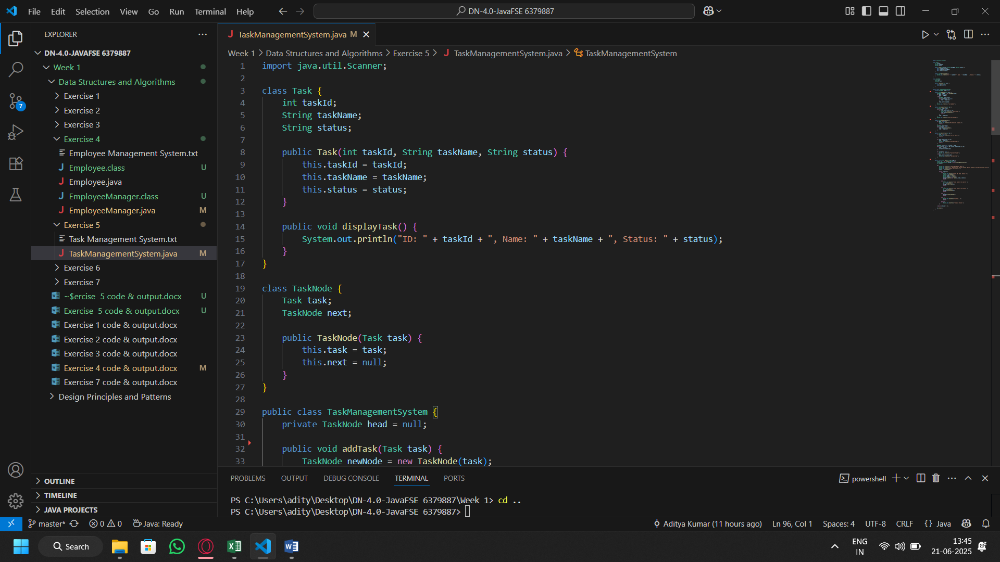 File Edit Selection View Go Run Terminal Help
DN-4.0-JavaFSE 6379887
EXPLORER
DN-4.0-JAVAFSE 6379887
Week 1
Data Structures and Algorithms
Exercise 1
Exercise 2
Exercise 3
Exercise 4
Employee Management System.txt
Employee.class U
Employee.java
EmployeeManager.class U
EmployeeManager.java M
Exercise 5
Task Management System.txt
TaskManagementSystem.java M
Exercise 6
Exercise 7
~$ercise 5 code & output.docx U
Exercise 5 code & output.docx U
Exercise 1 code & output.docx
Exercise 2 code & output.docx
Exercise 3 code & output.docx
Exercise 4 code & output.docx M
Exercise 7 code & output.docx
Design Principles and Patterns
OUTLINE
TIMELINE
JAVA PROJECTS
7
TaskManagementSystem.java M
Week 1 > Data Structures and Algorithms > Exercise 5 > TaskManagementSystem.java > TaskManagementSystem
1 import java.util.Scanner;
2
3 class Task {
4 int taskId;
5 String taskName;
6 String status;
7
8 public Task(int taskId, String taskName, String status) {
9 this.taskId = taskId;
10 this.taskName = taskName;
11 this.status = status;
12 }
13
14 public void displayTask() {
15 System.out.println("ID: " + taskId + ", Name: " + taskName + ", Status: " + status);
16 }
17 }
18
19 class TaskNode {
20 Task task;
21 TaskNode next;
22
23 public TaskNode(Task task) {
24 this.task = task;
25 this.next = null;
26 }
27 }
28
29 public class TaskManagementSystem {
30 private TaskNode head = null;
31
32 public void addTask(Task task) {
33 TaskNode newNode = new TaskNode(task);
PROBLEMS OUTPUT DEBUG CONSOLE TERMINAL PORTS
powershell
PS C:\Users\adity\Desktop\DN-4.0-JavaFSE 6379887\Week 1> cd ..
PS C:\Users\adity\Desktop\DN-4.0-JavaFSE 6379887>
master* 0 0 Java: Ready
Aditya Kumar (11 hours ago) Ln 96, Col 1 Spaces: 4 UTF-8 CRLF {} Java
Search
ENG
IN
13:45
21-06-2025